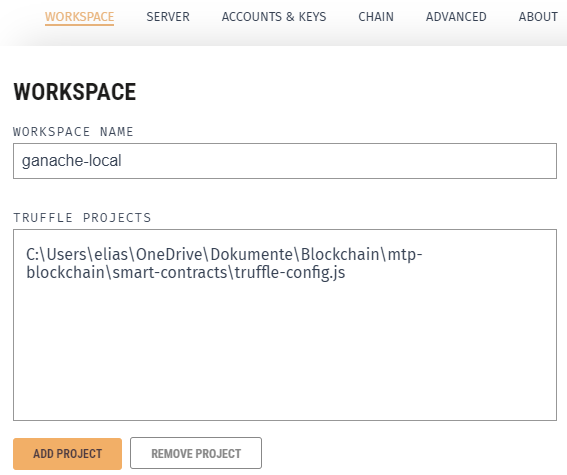 WORKSPACE SERVER ACCOUNTS & KEYS CHAIN ADVANCED ABOUT
WORKSPACE
WORKSPACE NAME
ganache-local
TRUFFLE PROJECTS
C:\Users\elias\OneDrive\Dokumente\Blockchain\mtp-
blockchain\smart-contracts\truffle-config.js
ADD PROJECT REMOVE PROJECT